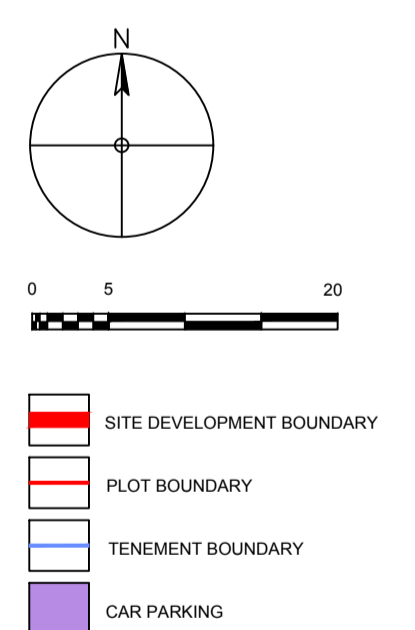 N
0 5 20
SITE DEVELOPMENT BOUNDARY
PLOT BOUNDARY
TENEMENT BOUNDARY
CAR PARKING